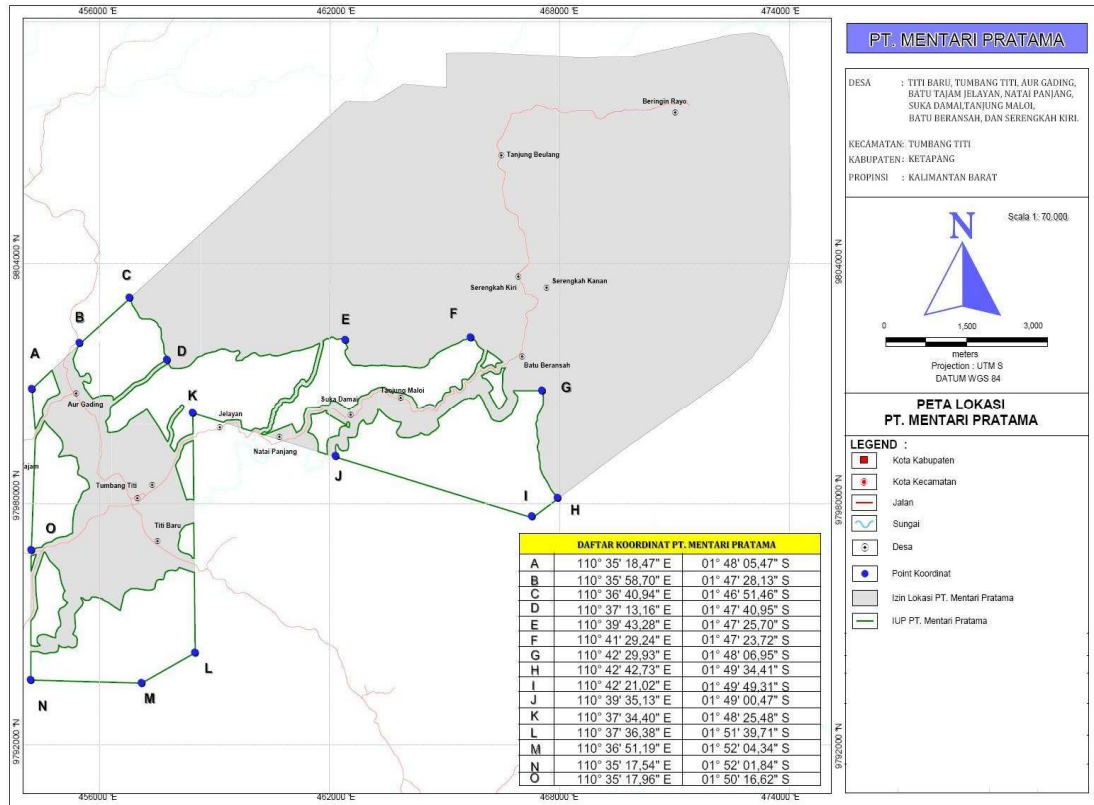 456000 'E
462000 'E
468000 'E
474000 'E
9804000 'N
9798000 'N
9792000 'N
9804000 'N
9798000 'N
9792000 'N
456000 'E
462000 'E
468000 'E
474000 'E
Beringin Rayo
Tanjung Beulang
Serengkah Kiri
Serengkah Kanan
Batu Beransah
Tanjung Maloi
Suka Damai
Jelayan
Natai Panjang
Aur Gading
ajam
Tumbang Titi
Titi Baru
C
B
A
D
E
F
G
K
J
I
H
O
L
N
M
DAFTAR KOORDINAT PT. MENTARI PRATAMA
A 110° 35' 18,47" E 01° 48' 05,47" S
B 110° 35' 58,70" E 01° 47' 28,13" S
C 110° 36' 40,94" E 01° 46' 51,46" S
D 110° 37' 13,16" E 01° 47' 40,95" S
E 110° 39' 43,28" E 01° 47' 25,70" S
F 110° 41' 29,24" E 01° 47' 23,72" S
G 110° 42' 29,93" E 01° 48' 06,95" S
H 110° 42' 42,73" E 01° 49' 34,41" S
I 110° 42' 21,02" E 01° 49' 49,31" S
J 110° 39' 35,13" E 01° 49' 00,47" S
K 110° 37' 34,40" E 01° 48' 25,48" S
L 110° 37' 36,38" E 01° 51' 39,71" S
M 110° 36' 51,19" E 01° 52' 04,34" S
N 110° 35' 17,54" E 01° 52' 01,84" S
O 110° 35' 17,96" E 01° 50' 16,62" S
PT. MENTARI PRATAMA
DESA : TITI BARU, TUMBANG TITI, AUR GADING,
BATU TAJAM JELAYAN, NATAI PANJANG,
SUKA DAMAI,TANJUNG MALOI,
BATU BERANSAH, DAN SERENGKAH KIRI.
KECAMATAN: TUMBANG TITI
KABUPATEN : KETAPANG
PROPINSI : KALIMANTAN BARAT
N
Scala 1: 70.000
0 1,500 3,000
meters
Projection : UTM S
DATUM WGS 84
PETA LOKASI
PT. MENTARI PRATAMA
LEGEND :
Kota Kabupaten
Kota Kecamatan
Jalan
Sungai
Desa
Point Koordinat
Izin Lokasi PT. Mentari Pratama
IUP PT. Mentari Pratama